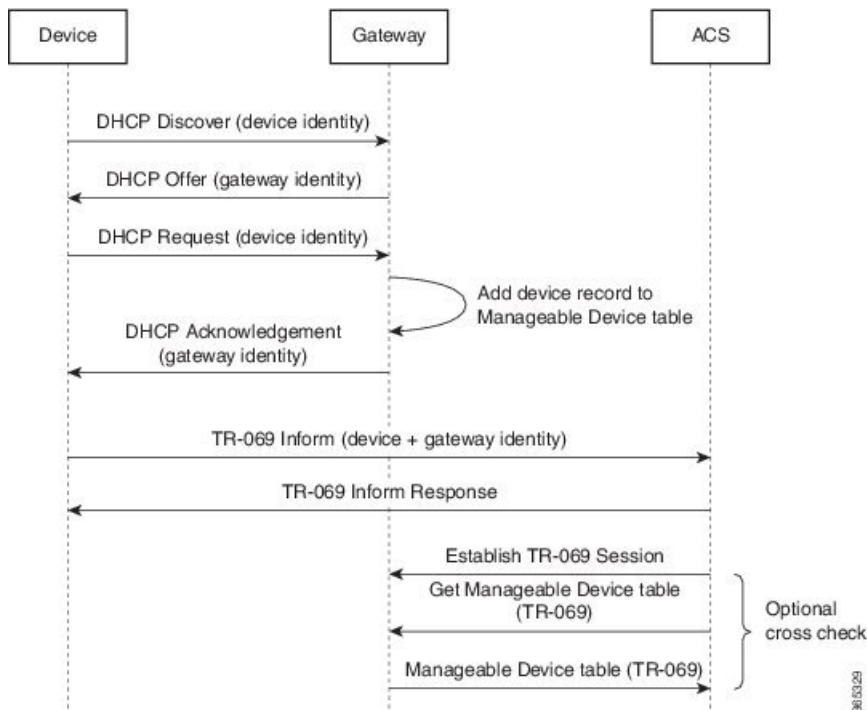 Device
Gateway
ACS
DHCP Discover (device identity)
DHCP Offer (gateway identity)
DHCP Request (device identity)
Add device record to
Manageable Device table
DHCP Acknowledgement
(gateway identity)
TR-069 Inform (device + gateway identity)
TR-069 Inform Response
Establish TR-069 Session
Get Manageable Device table
(TR-069)
Optional
cross check
Manageable Device table (TR-069)
965329